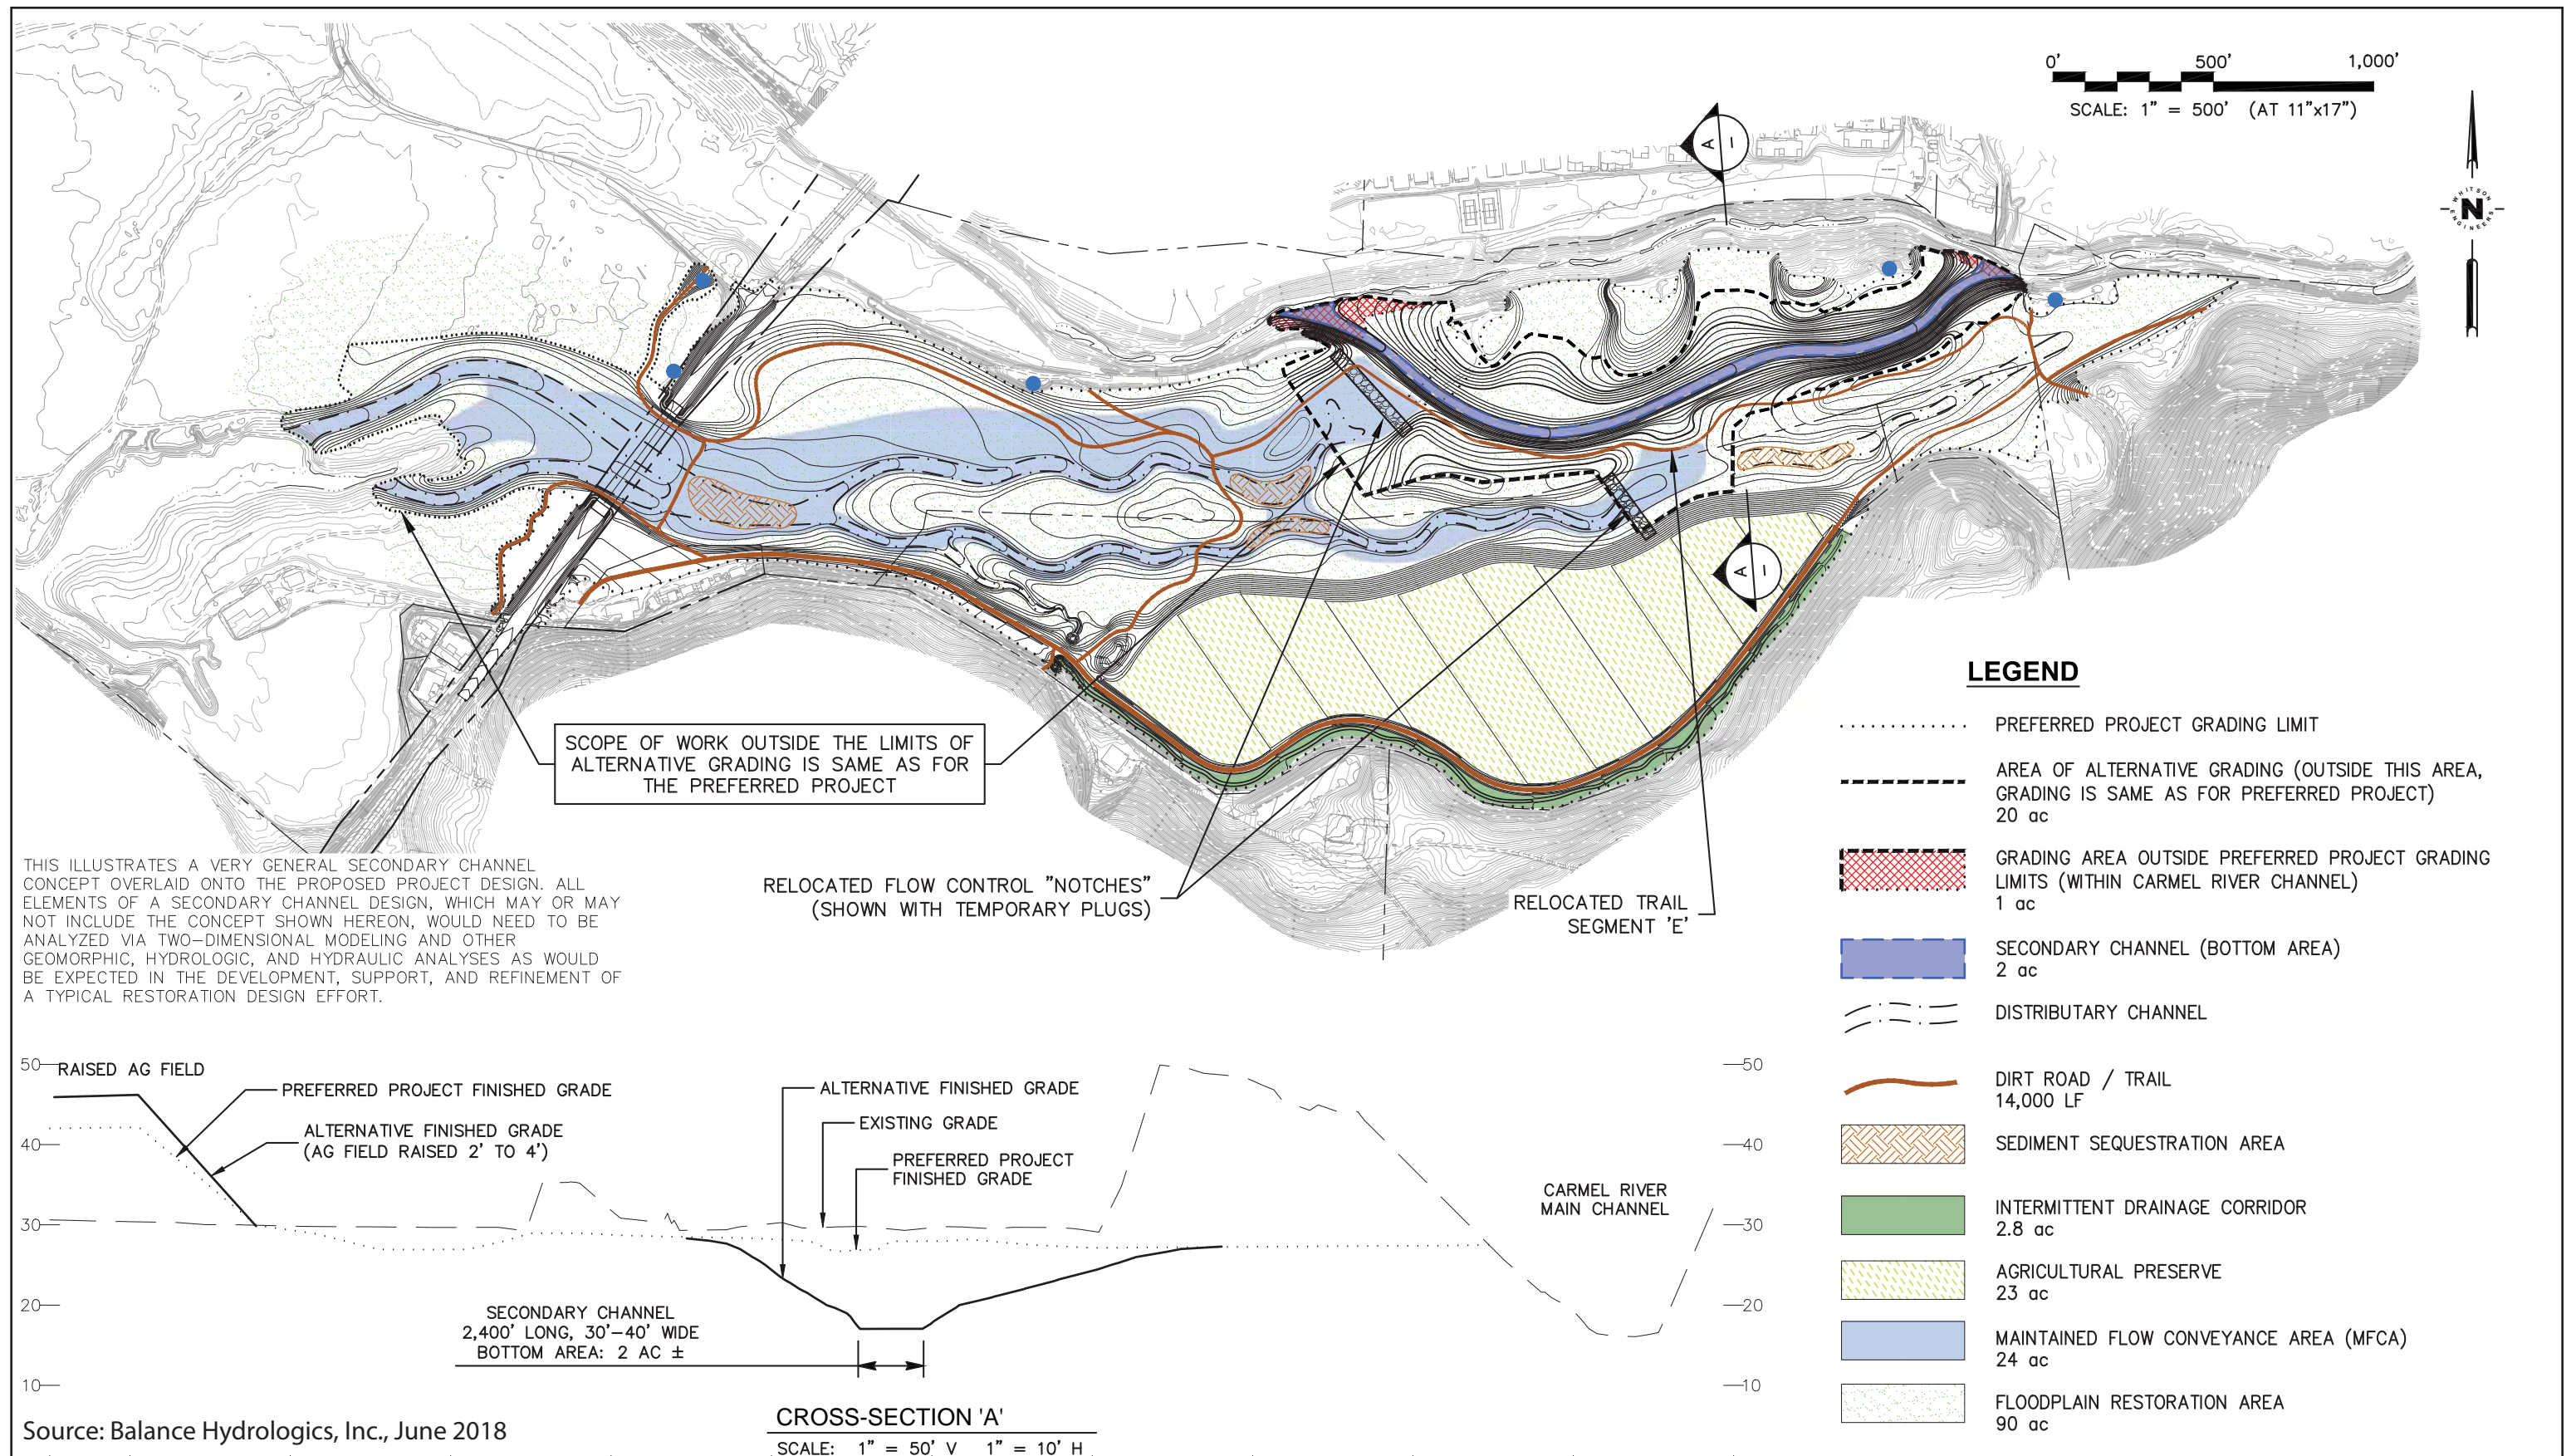 0' 500' 1,000'
SCALE: 1" = 500' (AT 11"x17")
WHITSON
N
ENGINEERS
A
–
A
–
SCOPE OF WORK OUTSIDE THE LIMITS OF
ALTERNATIVE GRADING IS SAME AS FOR
THE PREFERRED PROJECT
THIS ILLUSTRATES A VERY GENERAL SECONDARY CHANNEL
CONCEPT OVERLAID ONTO THE PROPOSED PROJECT DESIGN. ALL
ELEMENTS OF A SECONDARY CHANNEL DESIGN, WHICH MAY OR MAY
NOT INCLUDE THE CONCEPT SHOWN HEREON, WOULD NEED TO BE
ANALYZED VIA TWO–DIMENSIONAL MODELING AND OTHER
GEOMORPHIC, HYDROLOGIC, AND HYDRAULIC ANALYSES AS WOULD
BE EXPECTED IN THE DEVELOPMENT, SUPPORT, AND REFINEMENT OF
A TYPICAL RESTORATION DESIGN EFFORT.
RELOCATED FLOW CONTROL "NOTCHES"
(SHOWN WITH TEMPORARY PLUGS)
RELOCATED TRAIL
SEGMENT 'E'
LEGEND
PREFERRED PROJECT GRADING LIMIT
AREA OF ALTERNATIVE GRADING (OUTSIDE THIS AREA,
GRADING IS SAME AS FOR PREFERRED PROJECT)
20 ac
GRADING AREA OUTSIDE PREFERRED PROJECT GRADING
LIMITS (WITHIN CARMEL RIVER CHANNEL)
1 ac
SECONDARY CHANNEL (BOTTOM AREA)
2 ac
DISTRIBUTARY CHANNEL
DIRT ROAD / TRAIL
14,000 LF
SEDIMENT SEQUESTRATION AREA
INTERMITTENT DRAINAGE CORRIDOR
2.8 ac
AGRICULTURAL PRESERVE
23 ac
MAINTAINED FLOW CONVEYANCE AREA (MFCA)
24 ac
FLOODPLAIN RESTORATION AREA
90 ac
50
40
30
20
10
RAISED AG FIELD
PREFERRED PROJECT FINISHED GRADE
ALTERNATIVE FINISHED GRADE
(AG FIELD RAISED 2' TO 4')
ALTERNATIVE FINISHED GRADE
EXISTING GRADE
PREFERRED PROJECT
FINISHED GRADE
CARMEL RIVER
MAIN CHANNEL
50
40
30
20
10
SECONDARY CHANNEL
2,400' LONG, 30'–40' WIDE
BOTTOM AREA: 2 AC ±
CROSS-SECTION 'A'
SCALE: 1" = 50' V 1" = 10' H
Source: Balance Hydrologics, Inc., June 2018